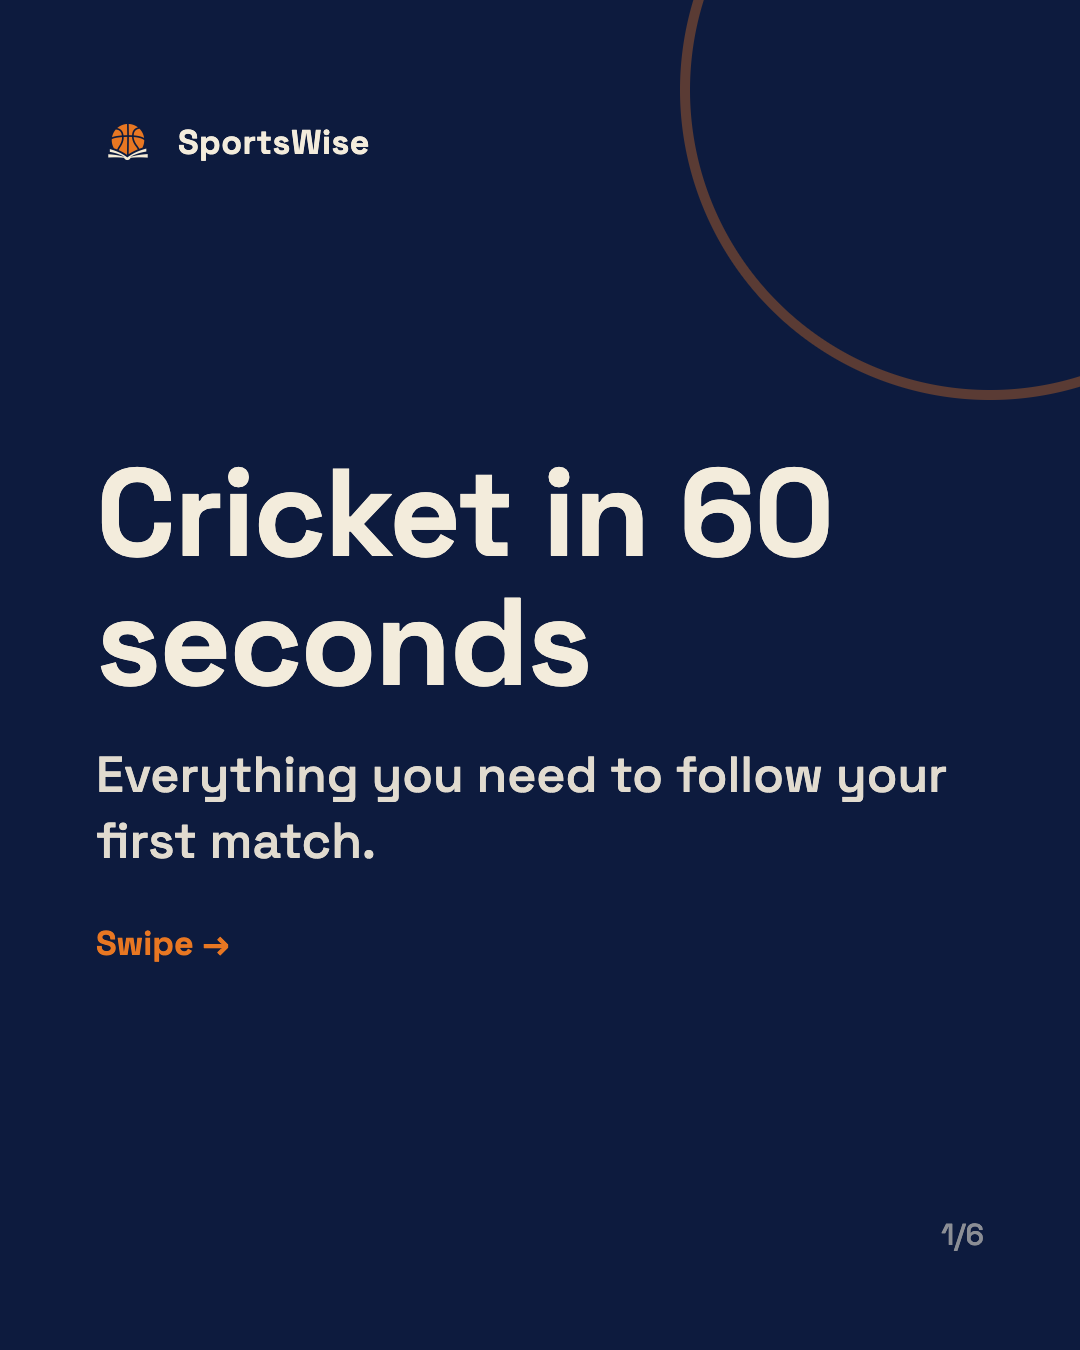 SportsWise
Cricket in 60
seconds
Everything you need to follow your
first match.
Swipe →
1/6